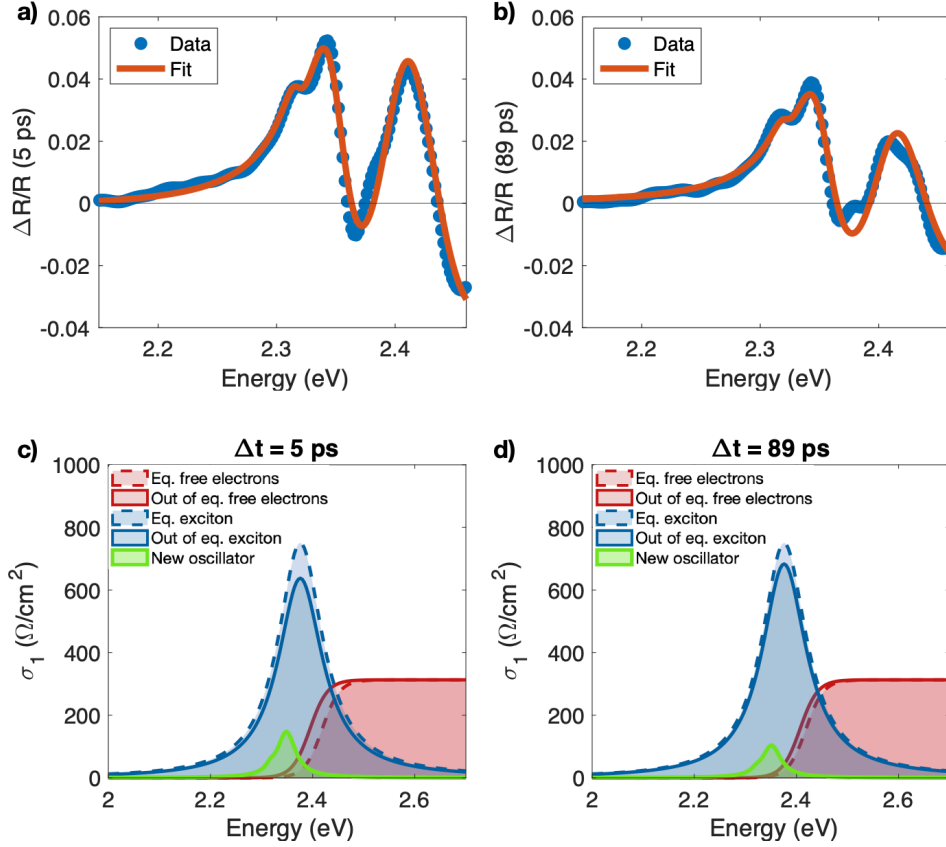 a)
0.06
0.04
0.02
0
-0.02
-0.04
ΔR/R (5 ps)
Data
Fit
2.2
2.3
2.4
Energy (eV)
b)
0.06
0.04
0.02
0
-0.02
-0.04
ΔR/R (89 ps)
Data
Fit
2.2
2.3
2.4
Energy (eV)
c)
Δt = 5 ps
1000
800
600
400
200
0
σ₁ (Ω/cm²)
Eq. free electrons
Out of eq. free electrons
Eq. exciton
Out of eq. exciton
New oscillator
2
2.2
2.4
2.6
Energy (eV)
d)
Δt = 89 ps
1000
800
600
400
200
0
σ₁ (Ω/cm²)
Eq. free electrons
Out of eq. free electrons
Eq. exciton
Out of eq. exciton
New oscillator
2
2.2
2.4
2.6
Energy (eV)